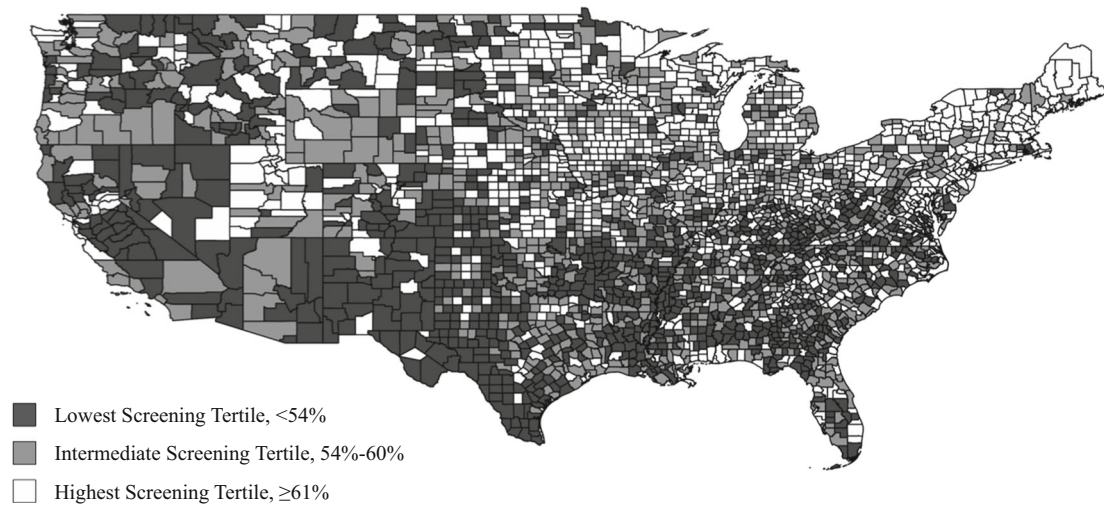 Lowest Screening Tertile, <54%
Intermediate Screening Tertile, 54%-60%
Highest Screening Tertile, ≥61%